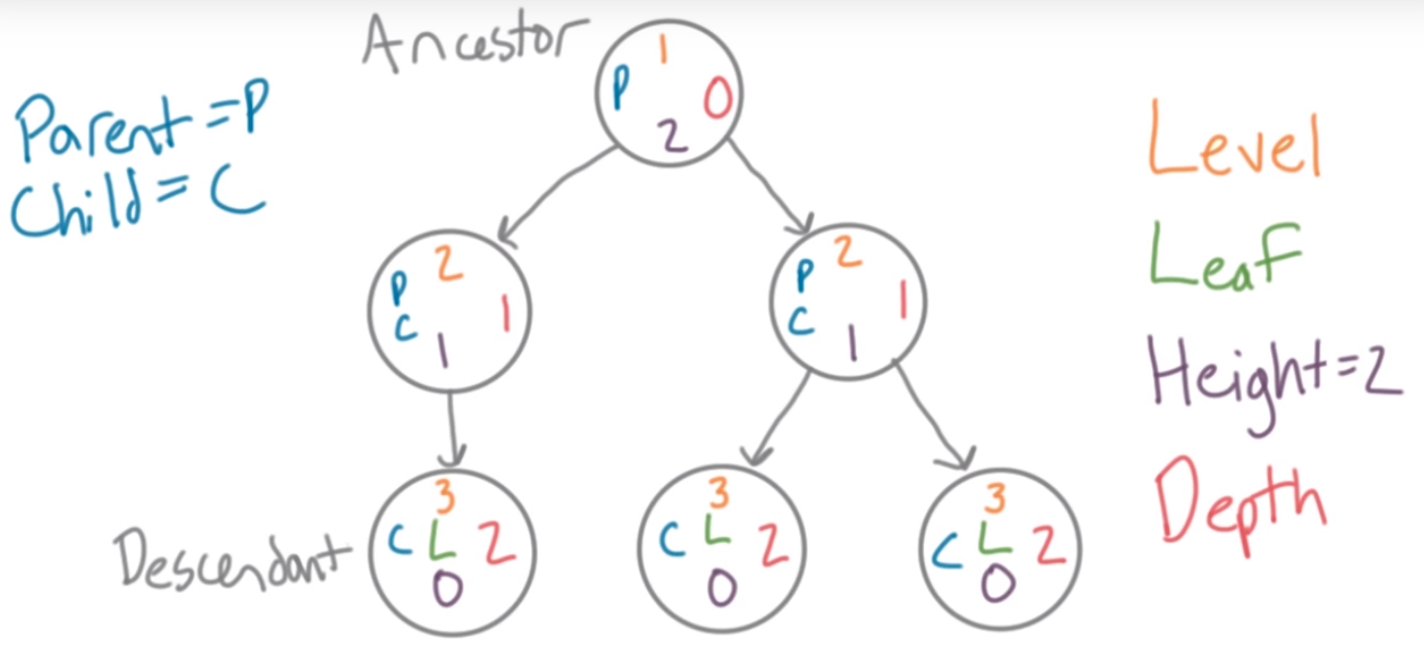 Ancestor
Parent = P
Child = C
1
P 0
2
2
P
C 1
1
2
P
C 1
1
Level
Leaf
Height = 2
Depth
Descendant
3
C L 2
0
3
C L 2
0
3
C L 2
0